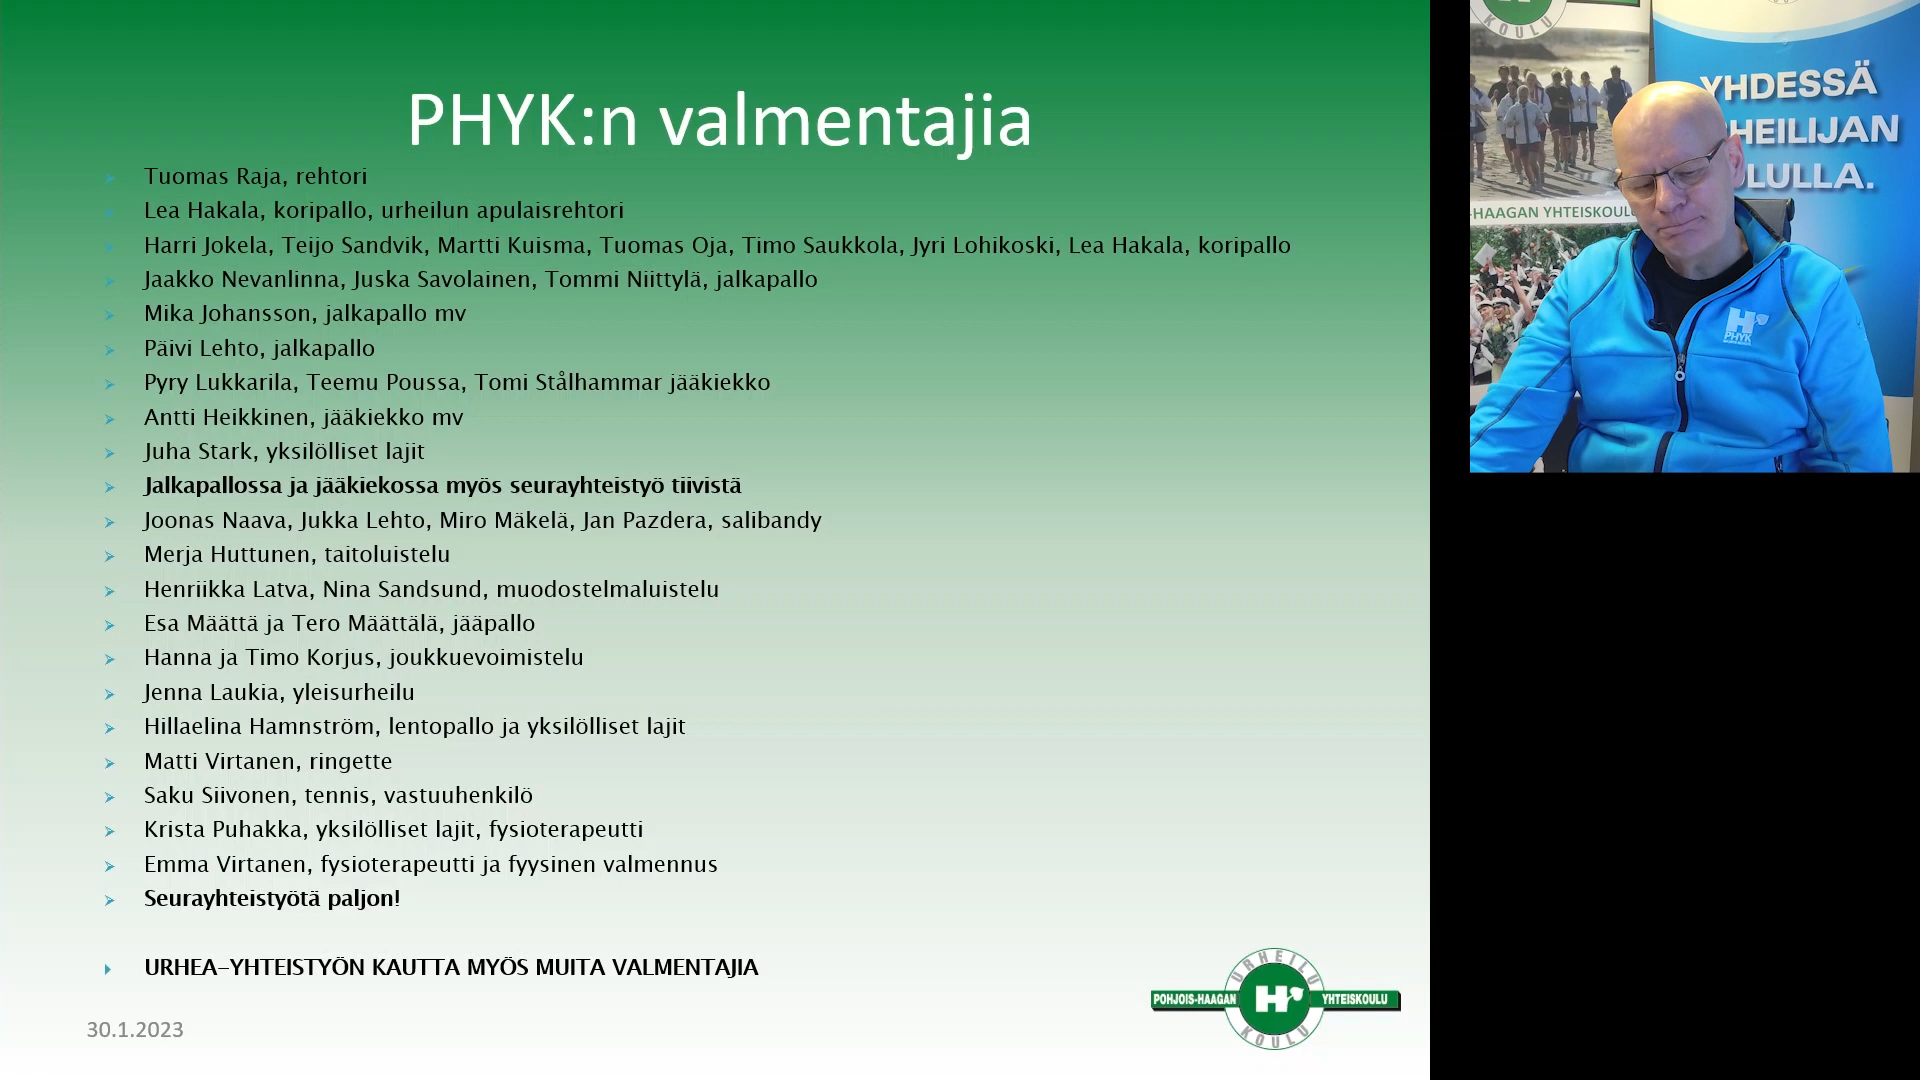 PHYK:n valmentajia
Tuomas Raja, rehtori
Lea Hakala, koripallo, urheilun apulaisrehtori
Harri Jokela, Teijo Sandvik, Martti Kuisma, Tuomas Oja, Timo Saukkola, Jyri Lohikoski, Lea Hakala, koripallo
Jaakko Nevanlinna, Juska Savolainen, Tommi Niittylä, jalkapallo
Mika Johansson, jalkapallo mv
Päivi Lehto, jalkapallo
Pyry Lukkarila, Teemu Poussa, Tomi Stålhammar jääkiekko
Antti Heikkinen, jääkiekko mv
Juha Stark, yksilölliset lajit
Jalkapallossa ja jääkiekossa myös seurayhteistyö tiivistä
Joonas Naava, Jukka Lehto, Miro Mäkelä, Jan Pazdera, salibandy
Merja Huttunen, taitoluistelu
Henriikka Latva, Nina Sandsund, muodostelmaluistelu
Esa Määttä ja Tero Määttälä, jääpallo
Hanna ja Timo Korjus, joukkuevoimistelu
Jenna Laukia, yleisurheilu
Hillaelina Hamnström, lentopallo ja yksilölliset lajit
Matti Virtanen, ringette
Saku Siivonen, tennis, vastuuhenkilö
Krista Puhakka, yksilölliset lajit, fysioterapeutti
Emma Virtanen, fysioterapeutti ja fyysinen valmennus
Seurayhteistyötä paljon!
URHEA-YHTEISTYÖN KAUTTA MYÖS MUITA VALMENTAJIA
30.1.2023
URHEILU
POHJOIS-HAAGAN H YHTEISKOULU
KOULU
KOULU
-HAAGAN YHTEISKOULU
YHDESSÄ
HEILIJAN
LULLA.
H
PHYK